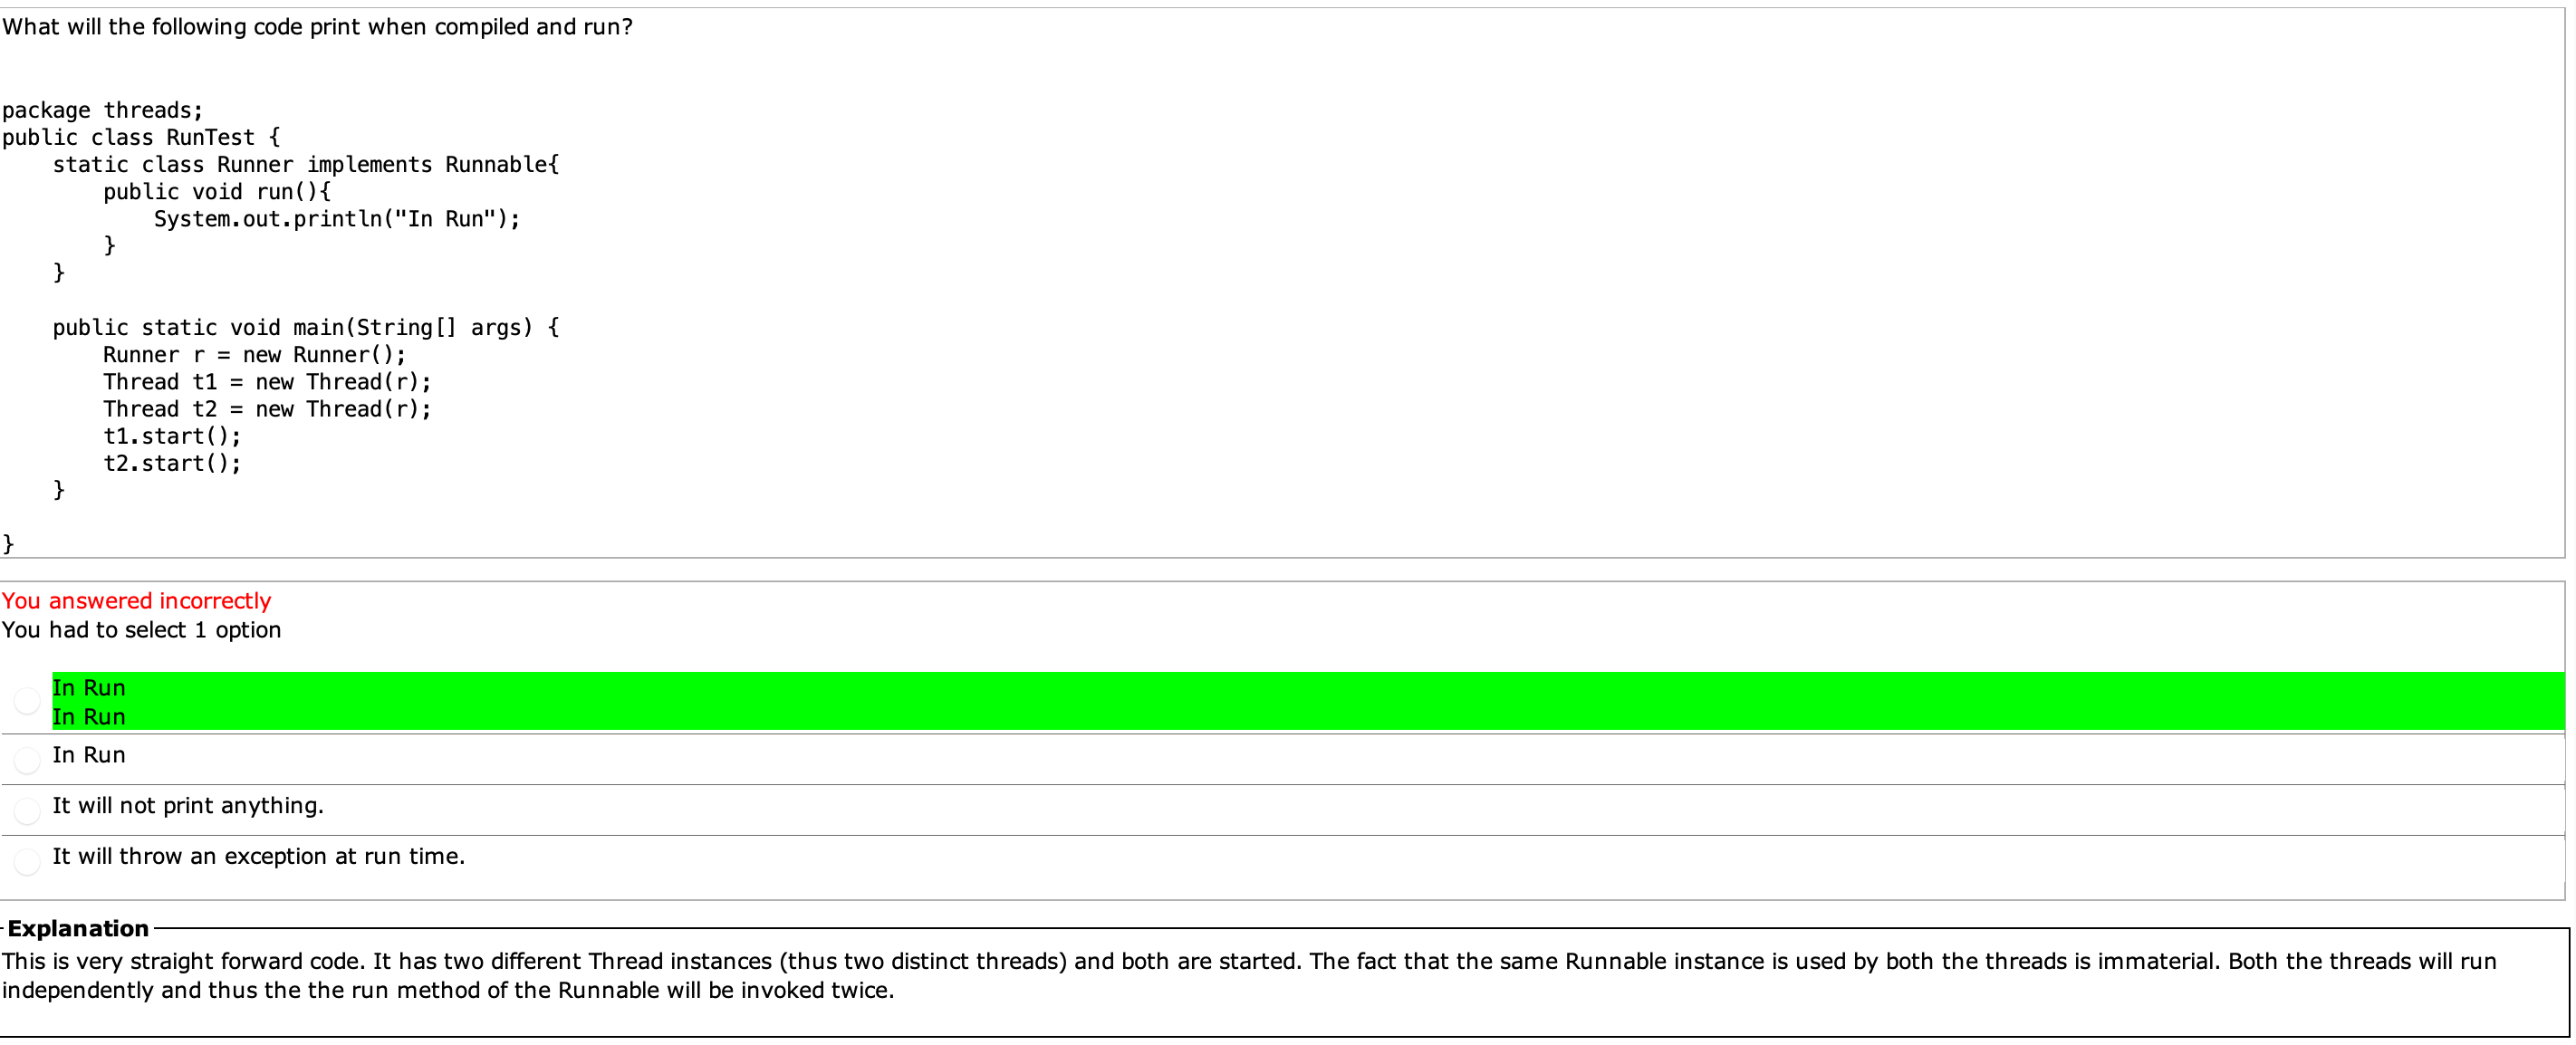 What will the following code print when compiled and run?
package threads;
public class RunTest {
    static class Runner implements Runnable{
        public void run(){
            System.out.println("In Run");
        }
    }
    public static void main(String[] args) {
        Runner r = new Runner();
        Thread t1 = new Thread(r);
        Thread t2 = new Thread(r);
        t1.start();
        t2.start();
    }
}
You answered incorrectly
You had to select 1 option
In Run
In Run
In Run
It will not print anything.
It will throw an exception at run time.
Explanation
This is very straight forward code. It has two different Thread instances (thus two distinct threads) and both are started. The fact that the same Runnable instance is used by both the threads is immaterial. Both the threads will run
independently and thus the the run method of the Runnable will be invoked twice.